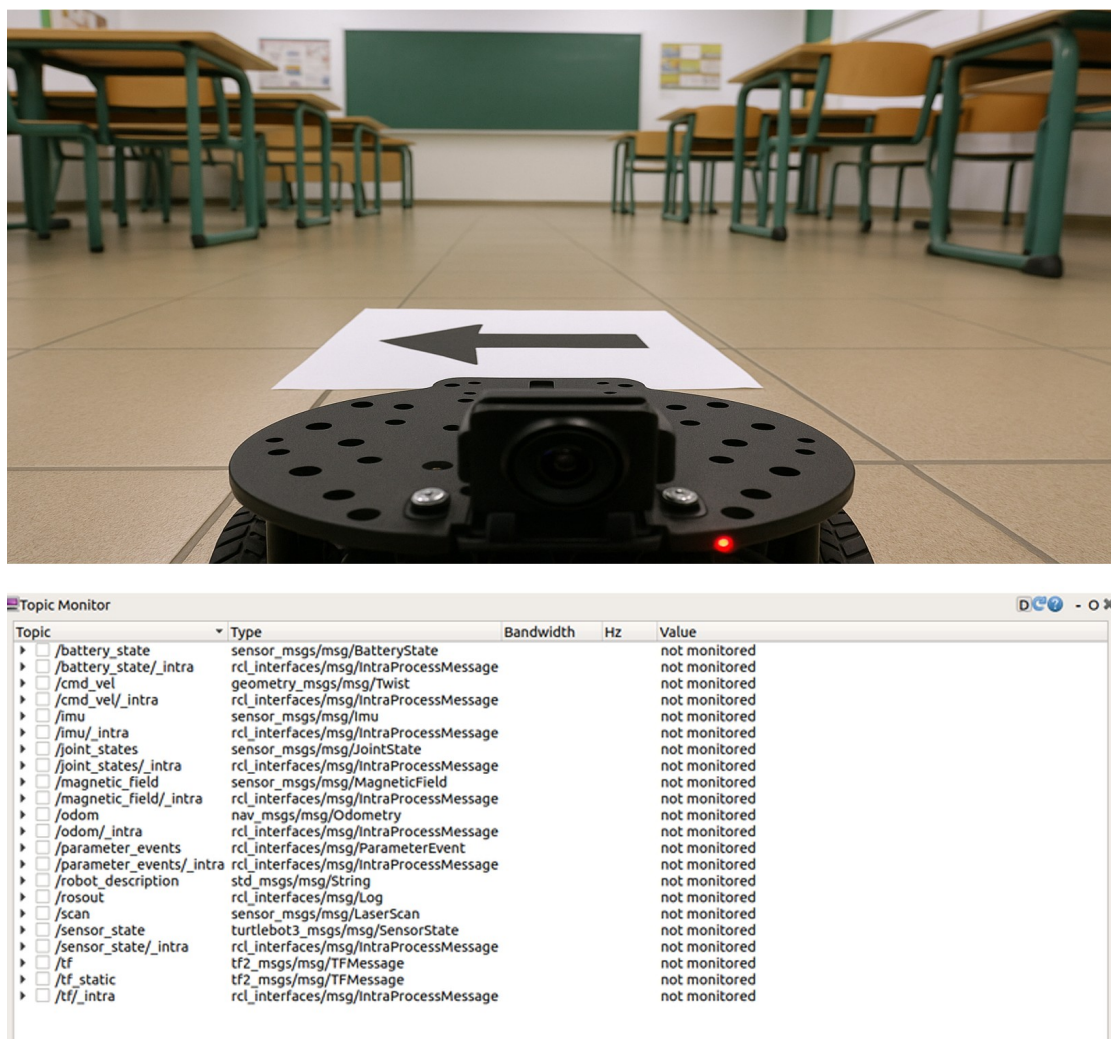 Topic Monitor
D - O
Topic Type Bandwidth Hz Value
/battery_state sensor_msgs/msg/BatteryState not monitored
/battery_state/_intra rcl_interfaces/msg/IntraProcessMessage not monitored
/cmd_vel geometry_msgs/msg/Twist not monitored
/cmd_vel/_intra rcl_interfaces/msg/IntraProcessMessage not monitored
/imu sensor_msgs/msg/Imu not monitored
/imu/_intra rcl_interfaces/msg/IntraProcessMessage not monitored
/joint_states sensor_msgs/msg/JointState not monitored
/joint_states/_intra rcl_interfaces/msg/IntraProcessMessage not monitored
/magnetic_field sensor_msgs/msg/MagneticField not monitored
/magnetic_field/_intra rcl_interfaces/msg/IntraProcessMessage not monitored
/odom nav_msgs/msg/Odometry not monitored
/odom/_intra rcl_interfaces/msg/IntraProcessMessage not monitored
/parameter_events rcl_interfaces/msg/ParameterEvent not monitored
/parameter_events/_intra rcl_interfaces/msg/IntraProcessMessage not monitored
/robot_description std_msgs/msg/String not monitored
/rosout rcl_interfaces/msg/Log not monitored
/scan sensor_msgs/msg/LaserScan not monitored
/sensor_state turtlebot3_msgs/msg/SensorState not monitored
/sensor_state/_intra rcl_interfaces/msg/IntraProcessMessage not monitored
/tf tf2_msgs/msg/TFMessage not monitored
/tf_static tf2_msgs/msg/TFMessage not monitored
/tf/_intra rcl_interfaces/msg/IntraProcessMessage not monitored